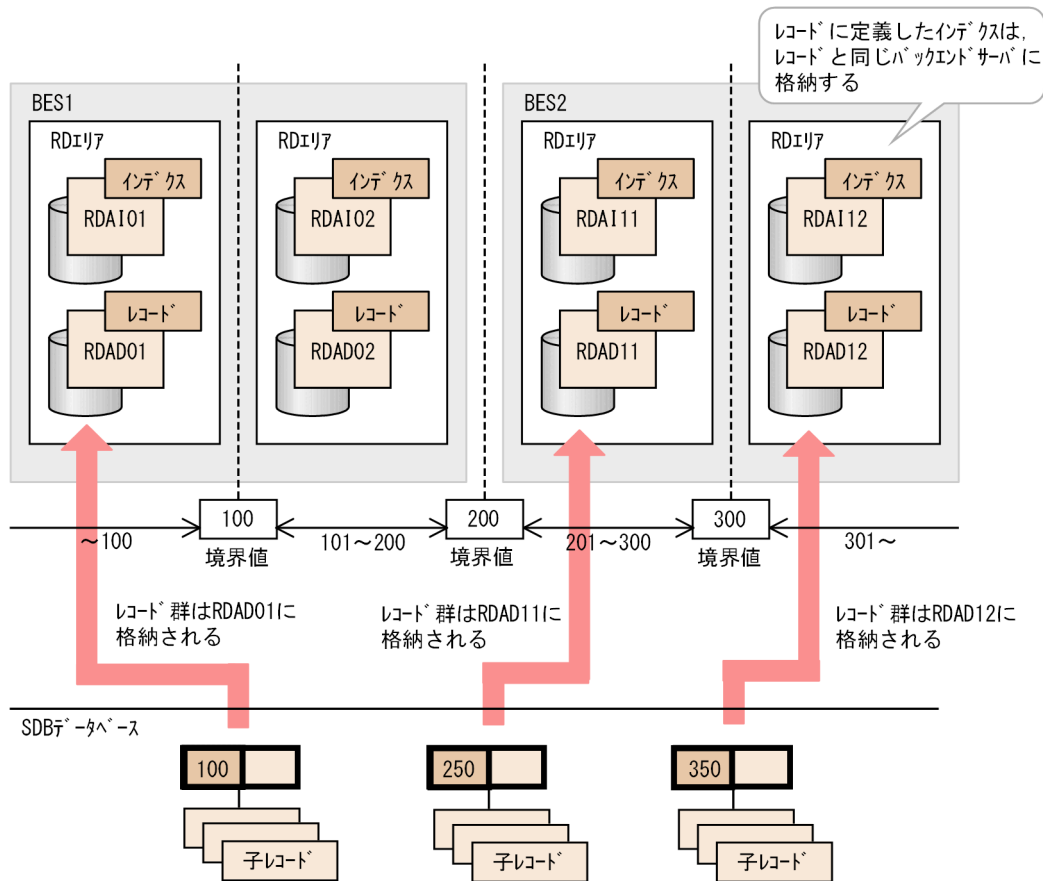 レコードに定義したインデクスは,
レコードと同じバックエンドサーバに
格納する
BES1
BES2
RDエリア
RDエリア
RDエリア
RDエリア
インデクス
インデクス
インデクス
インデクス
RDAI01
RDAI02
RDAI11
RDAI12
レコード
レコード
レコード
レコード
RDAD01
RDAD02
RDAD11
RDAD12
100
200
300
～100
101～200
201～300
301～
境界値
境界値
境界値
レコード群はRDAD01に
格納される
レコード群はRDAD11に
格納される
レコード群はRDAD12に
格納される
SDBデータベース
100
250
350
子レコード
子レコード
子レコード